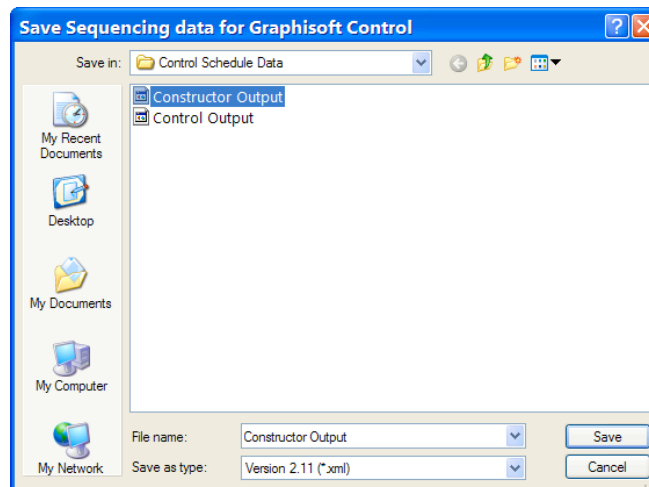 Save Sequencing data for Graphisoft Control
Save in: Control Schedule Data
Constructor Output
Control Output
My Recent
Documents
Desktop
My Documents
My Computer
My Network
File name: Constructor Output Save
Save as type: Version 2.11 (*.xml) Cancel